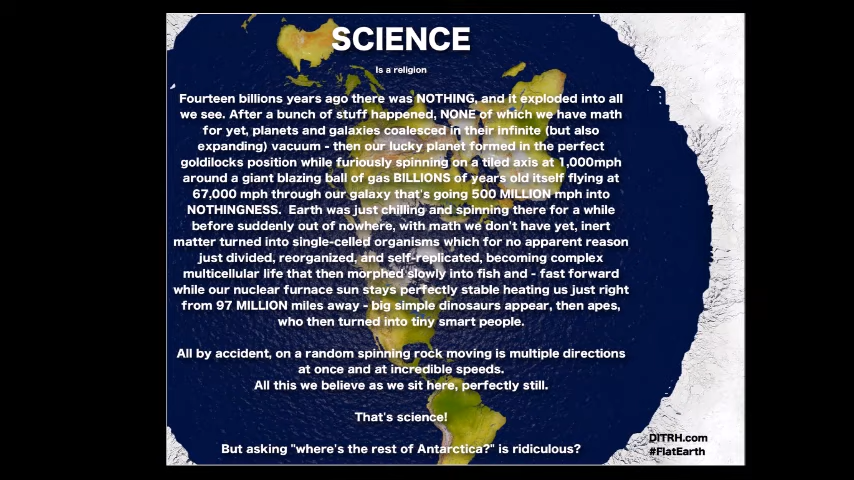 SCIENCE
Is a religion
Fourteen billions years ago there was NOTHING, and it exploded into all
we see. After a bunch of stuff happened, NONE of which we have math
for yet, planets and galaxies coalesced in their infinite (but also
expanding) vacuum - then our lucky planet formed in the perfect
goldilocks position while furiously spinning on a tiled axis at 1,000mph
around a giant blazing ball of gas BILLIONS of years old itself flying at
67,000 mph through our galaxy that's going 500 MILLION mph into
NOTHINGNESS. Earth was just chilling and spinning there for a while
before suddenly out of nowhere, with math we don't have yet, inert
matter turned into single-celled organisms which for no apparent reason
just divided, reorganized, and self-replicated, becoming complex
multicellular life that then morphed slowly into fish and - fast forward
while our nuclear furnace sun stays perfectly stable heating us just right
from 97 MILLION miles away - big simple dinosaurs appear, then apes,
who then turned into tiny smart people.
All by accident, on a random spinning rock moving is multiple directions
at once and at incredible speeds.
All this we believe as we sit here, perfectly still.
That's science!
But asking "where's the rest of Antarctica?" is ridiculous?
DITRH.com
#FlatEarth